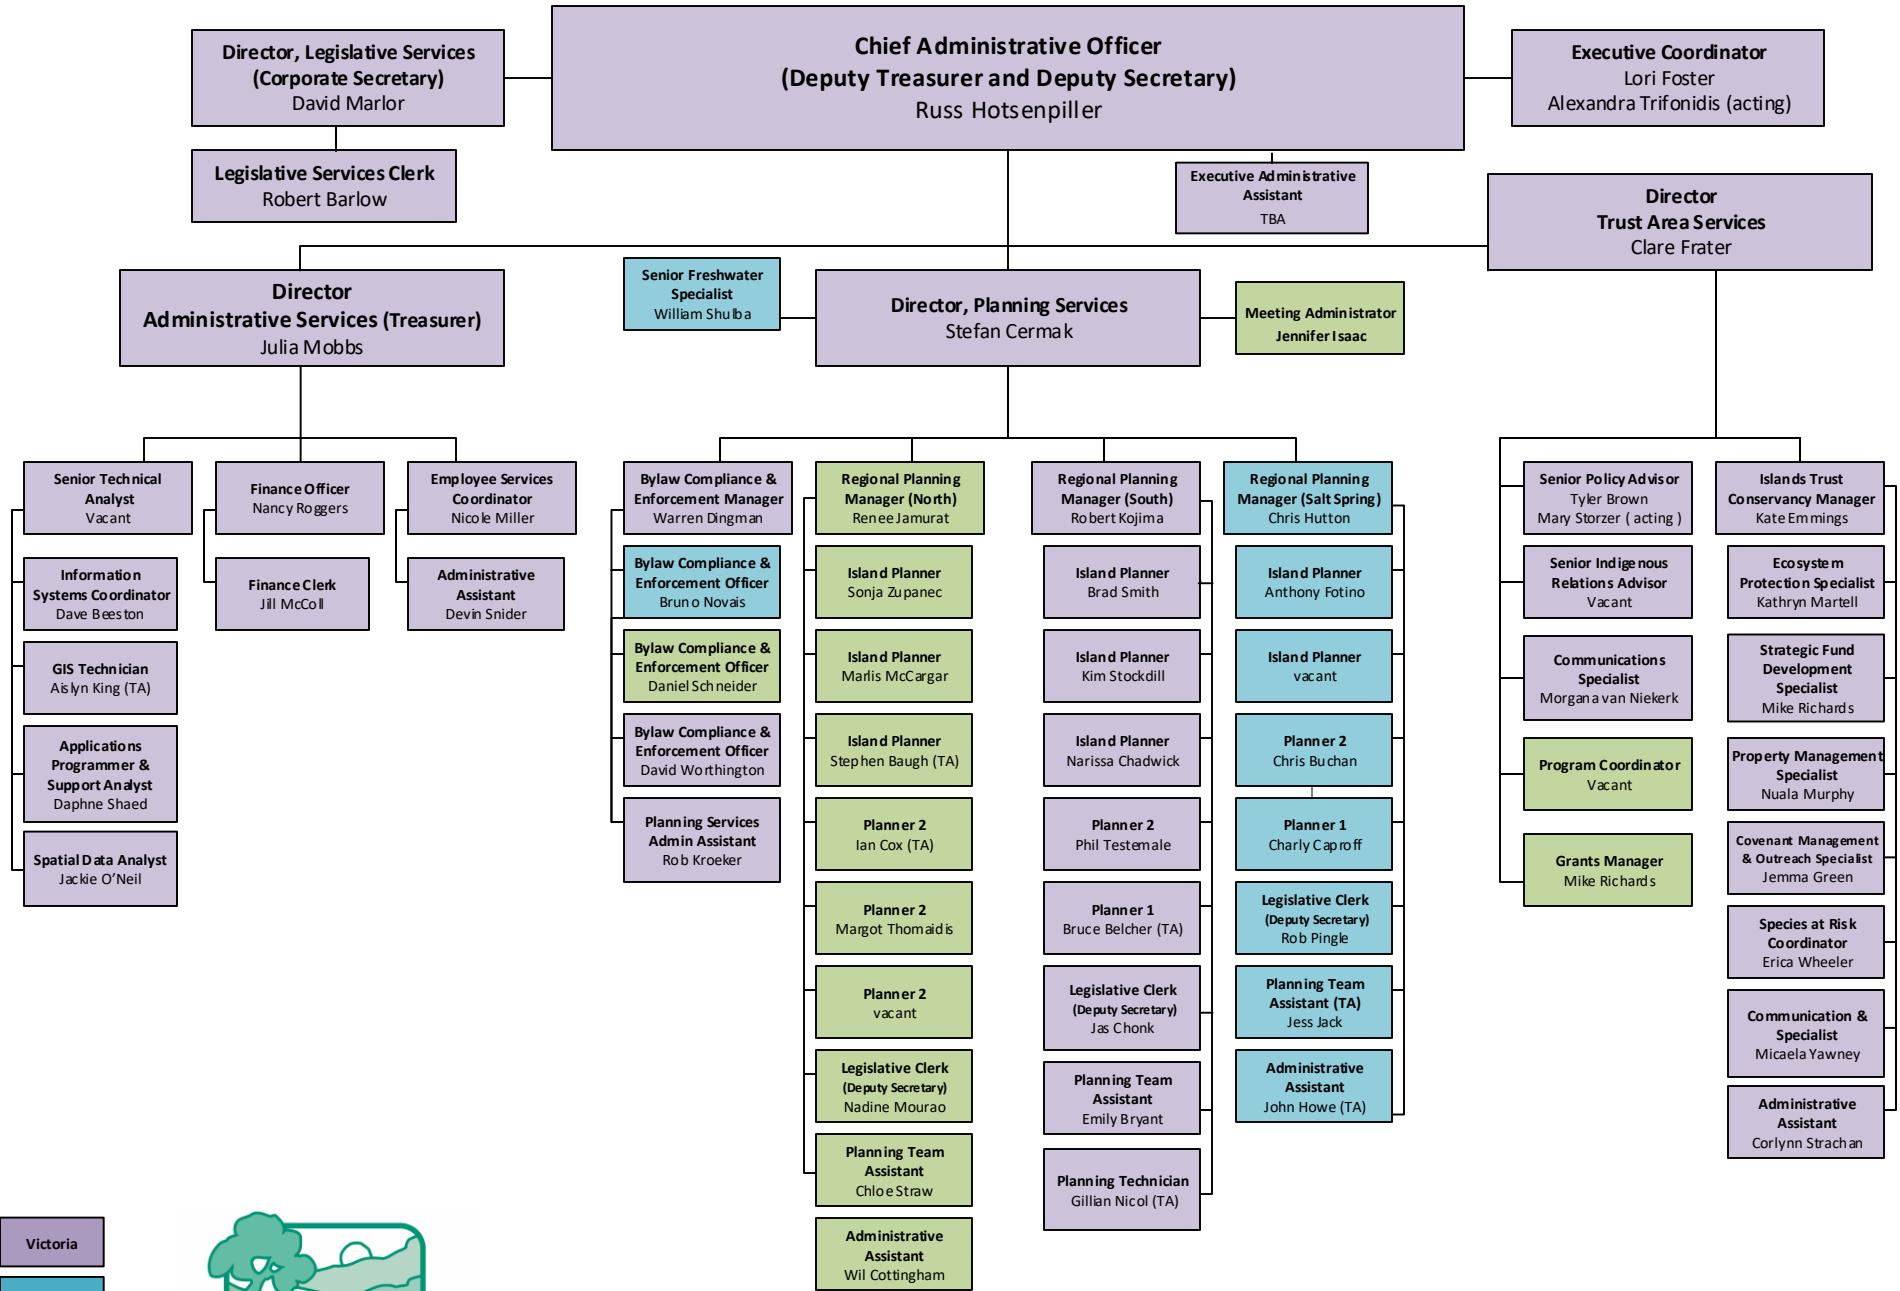 Director, Legislative Services
(Corporate Secretary)
David Marlor
Chief Administrative Officer
(Deputy Treasurer and Deputy Secretary)
Russ Hotsenpiller
Executive Coordinator
Lori Foster
Alexandra Trifonidis (acting)
Legislative Services Clerk
Robert Barlow
Executive Administrative
Assistant
TBA
Director
Trust Area Services
Clare Frater
Director
Administrative Services (Treasurer)
Julia Mobbs
Senior Freshwater
Specialist
William Shulba
Director, Planning Services
Stefan Cermak
Meeting Administrator
Jennifer Isaac
Senior Technical
Analyst
Vacant
Information
Systems Coordinator
Dave Beeston
GIS Technician
Aislyn King (TA)
Applications
Programmer &
Support Analyst
Daphne Shaed
Spatial Data Analyst
Jackie O’Neil
Finance Officer
Nancy Roggers
Finance Clerk
Jill McColl
Employee Services
Coordinator
Nicole Miller
Administrative
Assistant
Devin Snider
Bylaw Compliance &
Enforcement Manager
Warren Dingman
Bylaw Compliance &
Enforcement Officer
Bruno Novais
Bylaw Compliance &
Enforcement Officer
Daniel Schneider
Bylaw Compliance &
Enforcement Officer
David Worthington
Planning Services
Admin Assistant
Rob Kroeker
Regional Planning
Manager (North)
Renee Jamurat
Island Planner
Sonja Zupanec
Island Planner
Marlis McCargar
Island Planner
Stephen Baugh (TA)
Planner 2
Ian Cox (TA)
Planner 2
Margot Thomaidis
Planner 2
vacant
Legislative Clerk
(Deputy Secretary)
Nadine Mourao
Planning Team
Assistant
Chloe Straw
Administrative
Assistant
Wil Cottingham
Regional Planning
Manager (South)
Robert Kojima
Island Planner
Brad Smith
Island Planner
Kim Stockdill
Island Planner
Narissa Chadwick
Planner 2
Phil Testemale
Planner 1
Bruce Belcher (TA)
Legislative Clerk
(Deputy Secretary)
Jas Chonk
Planning Team
Assistant
Emily Bryant
Planning Technician
Gillian Nicol (TA)
Regional Planning
Manager (Salt Spring)
Chris Hutton
Island Planner
Anthony Fotino
Island Planner
vacant
Planner 2
Chris Buchan
Planner 1
Charly Caproff
Legislative Clerk
(Deputy Secretary)
Rob Pingle
Planning Team
Assistant (TA)
Jess Jack
Administrative
Assistant
John Howe (TA)
Senior Policy Advisor
Tyler Brown
Mary Storzer ( acting )
Senior Indigenous
Relations Advisor
Vacant
Communications
Specialist
Morgana van Niekerk
Program Coordinator
Vacant
Grants Manager
Mike Richards
Islands Trust
Conservancy Manager
Kate Emmings
Ecosystem
Protection Specialist
Kathryn Martell
Strategic Fund
Development
Specialist
Mike Richards
Property Management
Specialist
Nuala Murphy
Covenant Management
& Outreach Specialist
Jemma Green
Species at Risk
Coordinator
Erica Wheeler
Communication &
Specialist
Micaela Yawney
Administrative
Assistant
Corlynn Strachan
Victoria